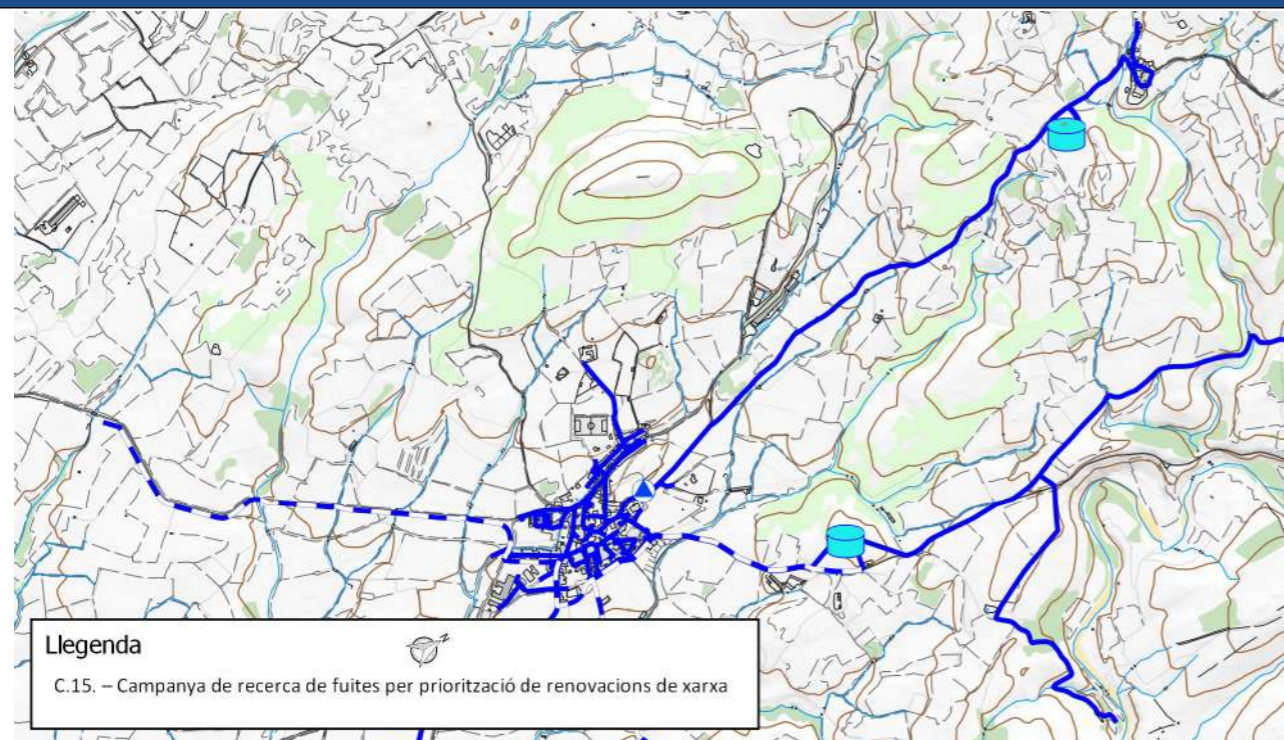 Llegenda
N
C.15. – Campanya de recerca de fuites per priorització de renovacions de xarxa